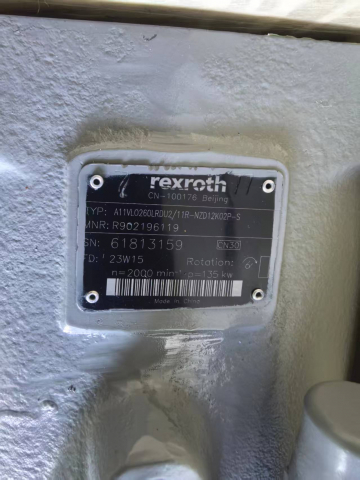 rexroth
CN-100176 Beijing
TYP: A11VLO260LRDU2/11R-NZD12K02P-S
MNR: R902196119
SN: 61813159 CN30
FD: 23W15 Rotation:
n=2000 min⁻¹ p=135 kw
Made in China